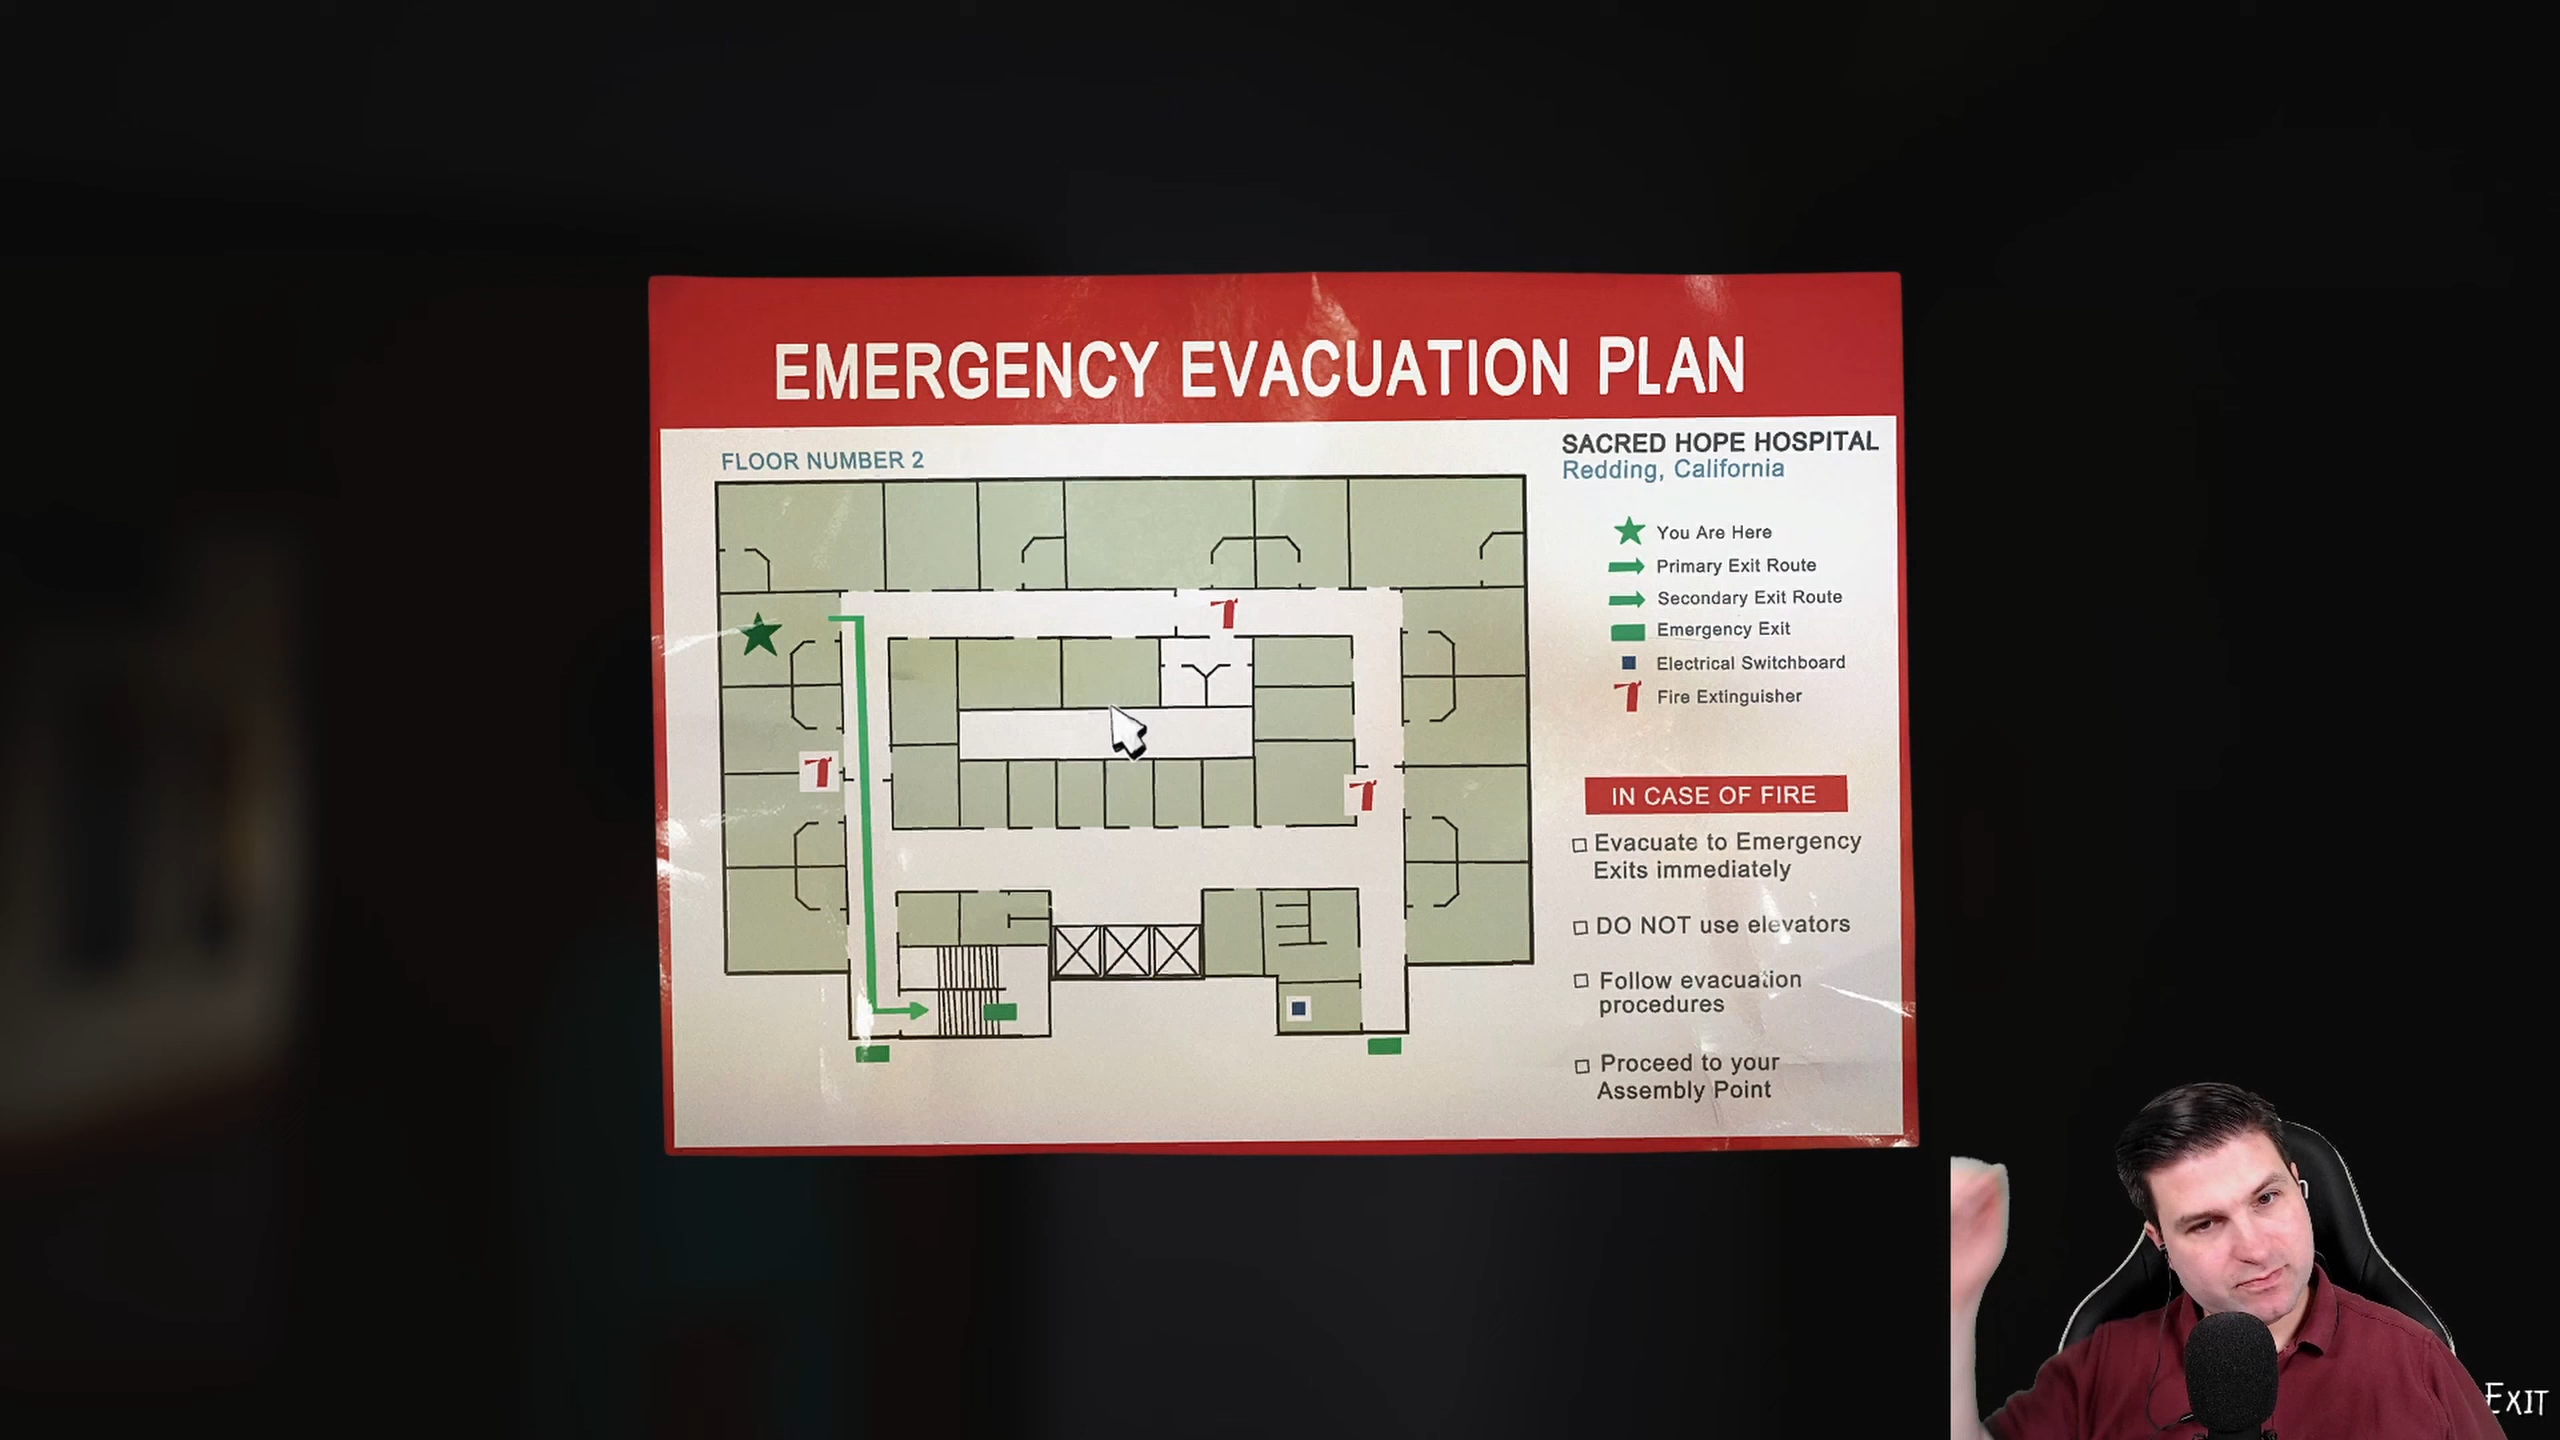 EMERGENCY EVACUATION PLAN
FLOOR NUMBER 2
SACRED HOPE HOSPITAL
Redding, California
You Are Here
Primary Exit Route
Secondary Exit Route
Emergency Exit
Electrical Switchboard
Fire Extinguisher
IN CASE OF FIRE
Evacuate to Emergency
Exits immediately
DO NOT use elevators
Follow evacuation
procedures
Proceed to your
Assembly Point
EXIT